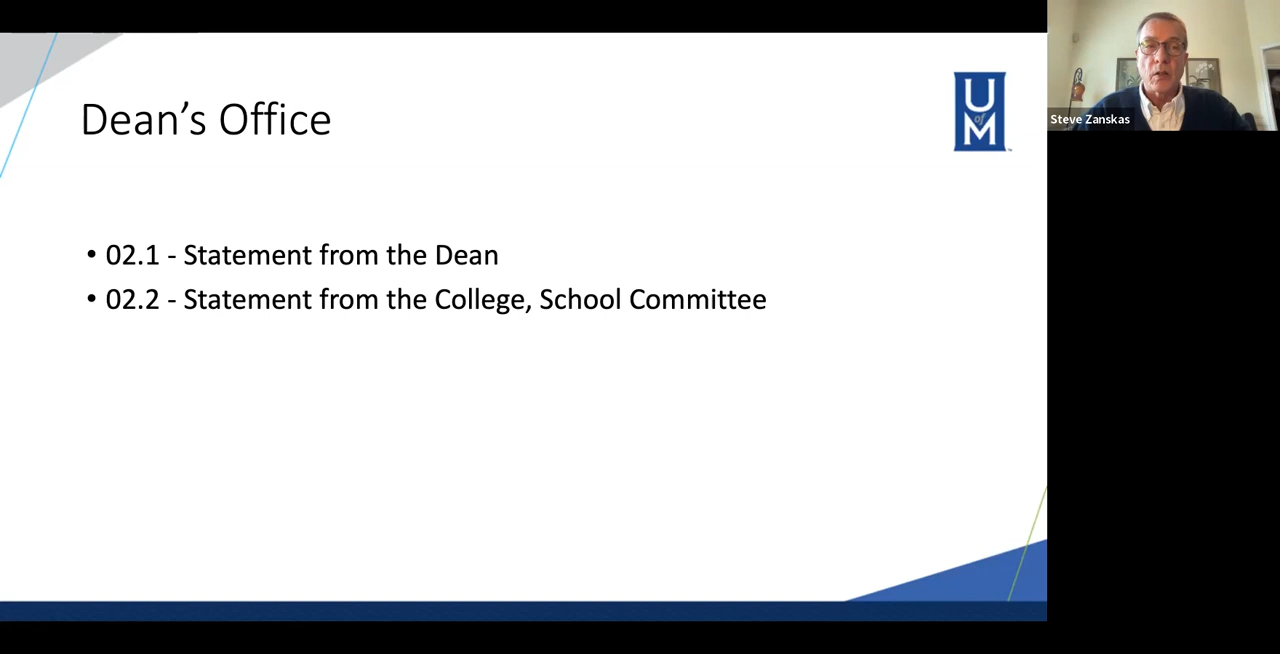 Dean's Office
U
of
M
™
• 02.1 - Statement from the Dean
• 02.2 - Statement from the College, School Committee
Steve Zanskas